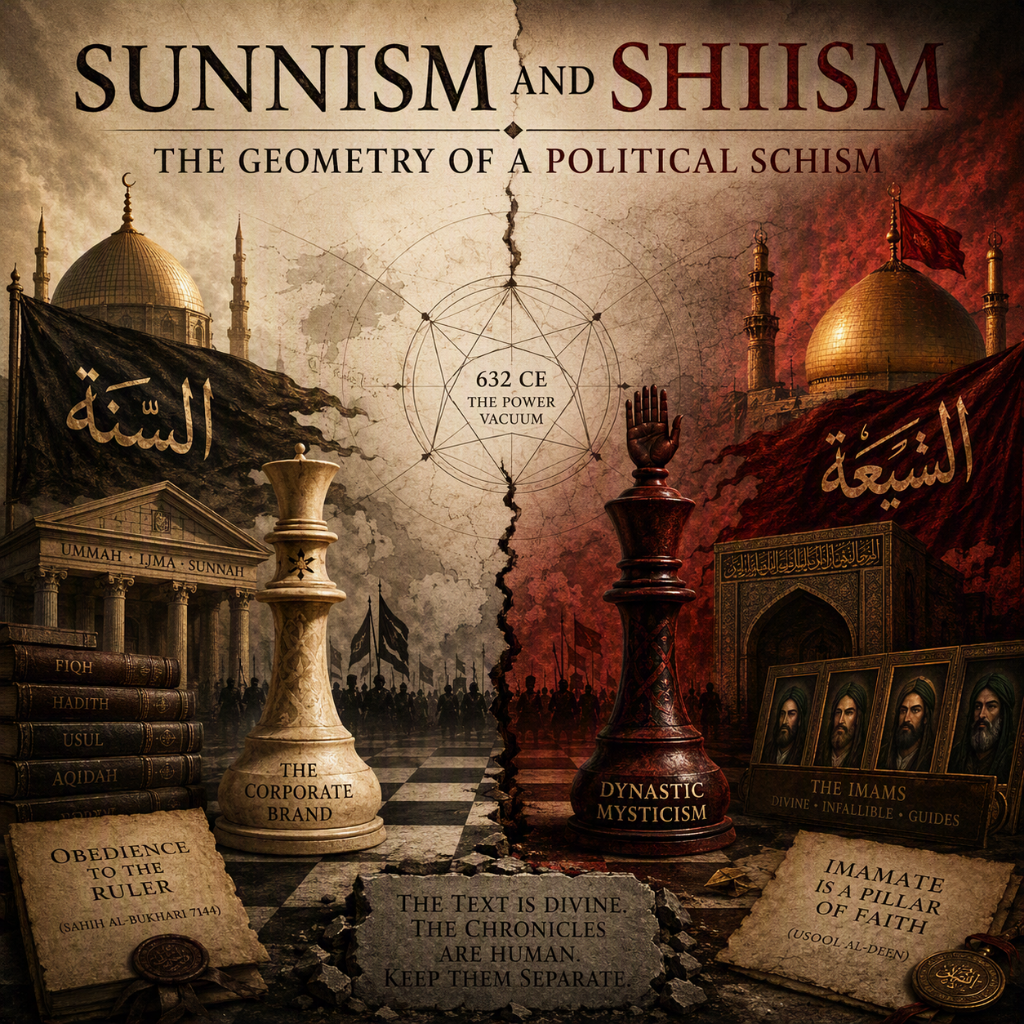 SUNNISM AND SHIISM
THE GEOMETRY OF A POLITICAL SCHISM
632 CE
THE POWER
VACUUM
السّنة
الشيعة
UMMAH · IJMA · SUNNAH
FIQH
HADITH
USUL
AQIDAH
THE
CORPORATE
BRAND
DYNASTIC
MYSTICISM
THE IMAMS
DIVINE · INFALLIBLE · GUIDES
OBEDIENCE
TO THE
RULER
(SAHIH AL-BUKHARI 7144)
THE TEXT IS DIVINE.
THE CHRONICLES
ARE HUMAN.
KEEP THEM SEPARATE.
IMAMATE
IS A PILLAR
OF FAITH
(USOOL AL-DEEN)